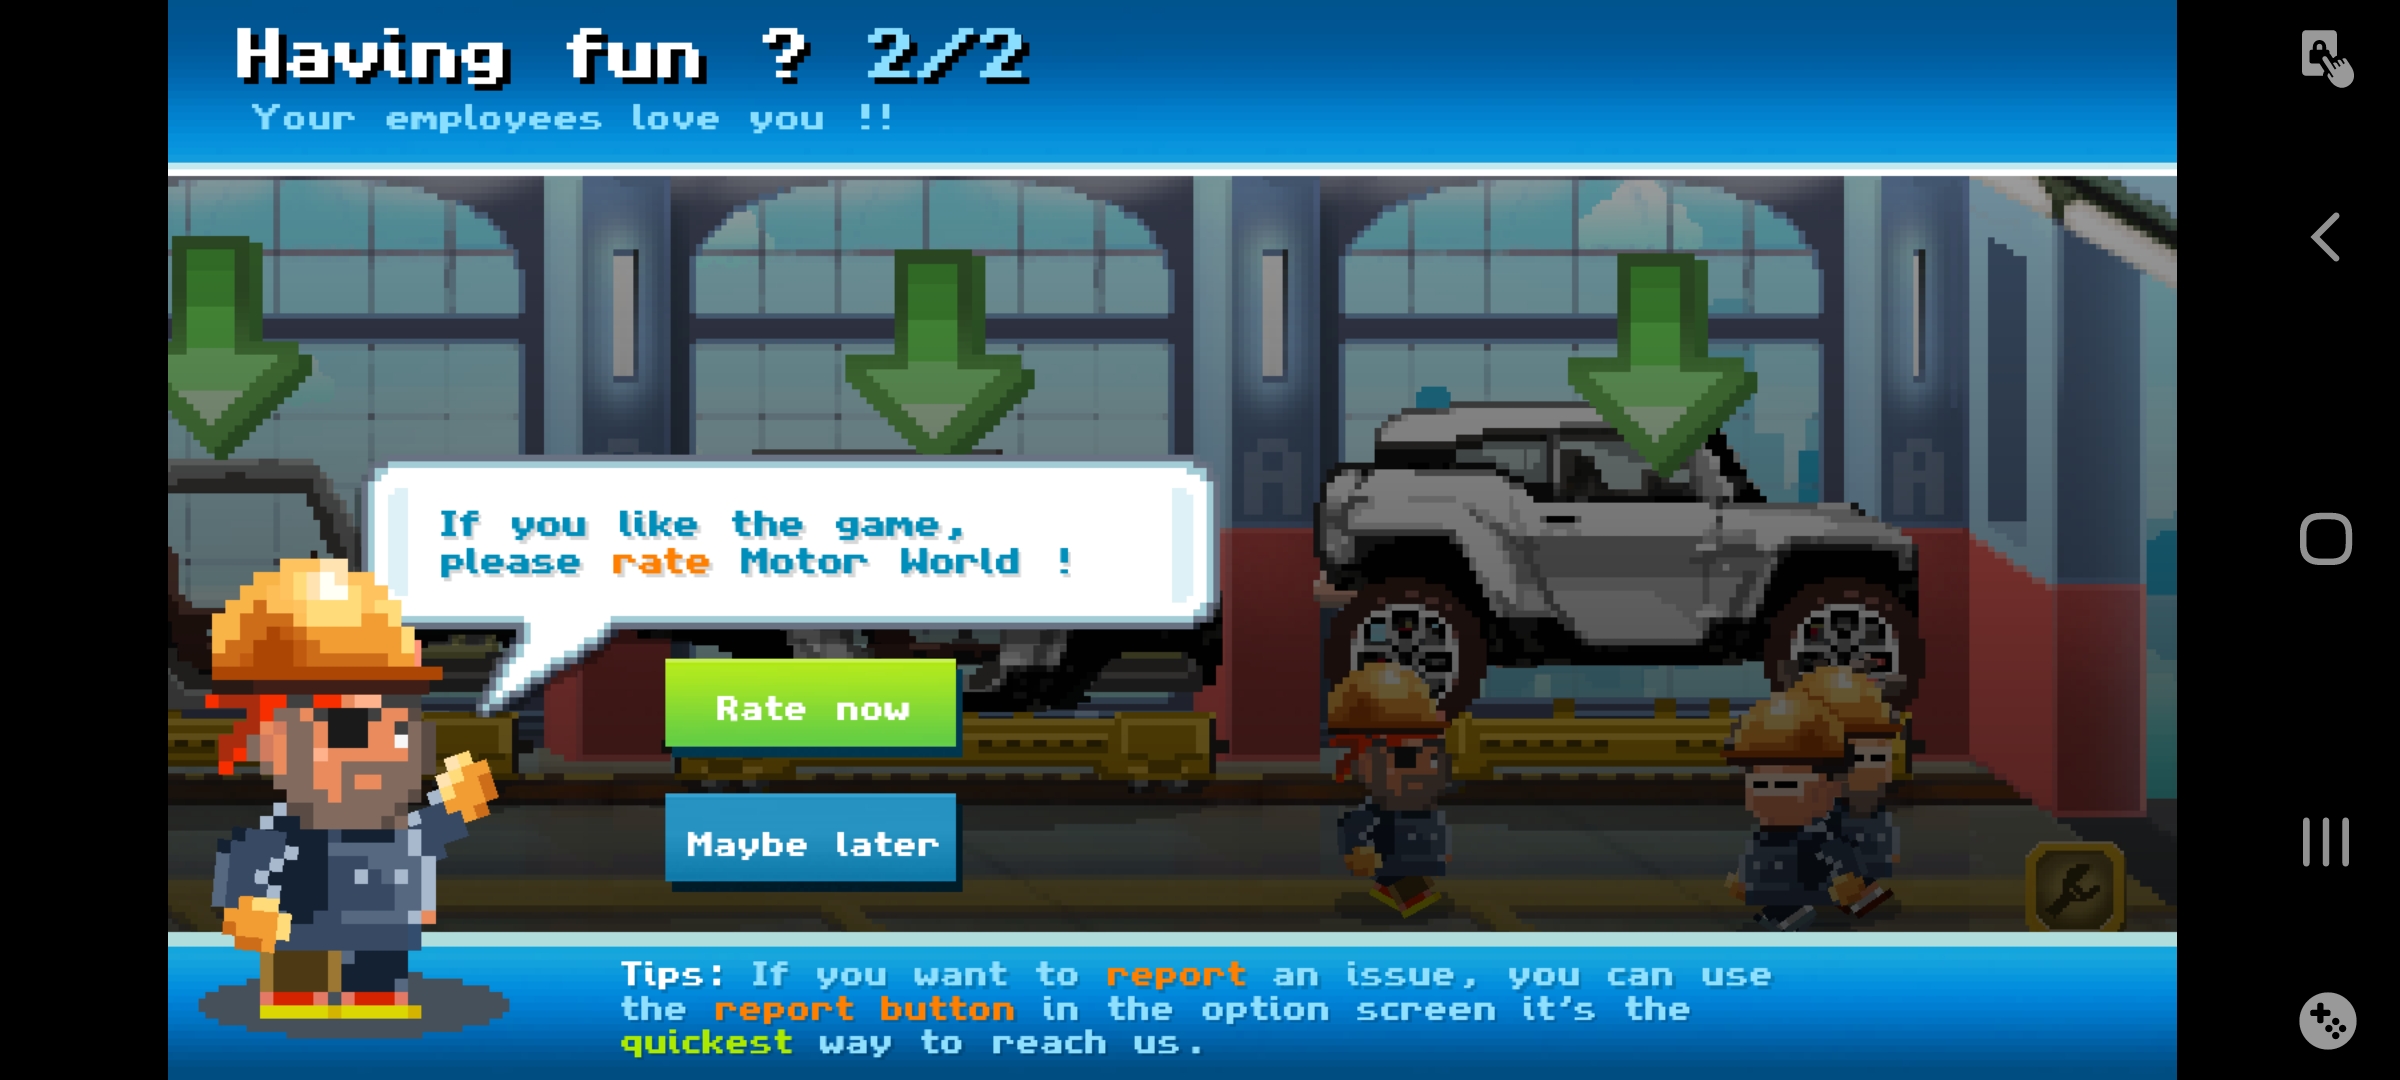 Having fun ? 2/2
Your employees love you !!
If you like the game,
please rate Motor World !
Rate now
Maybe later
Tips: If you want to report an issue, you can use
the report button in the option screen it's the
quickest way to reach us.